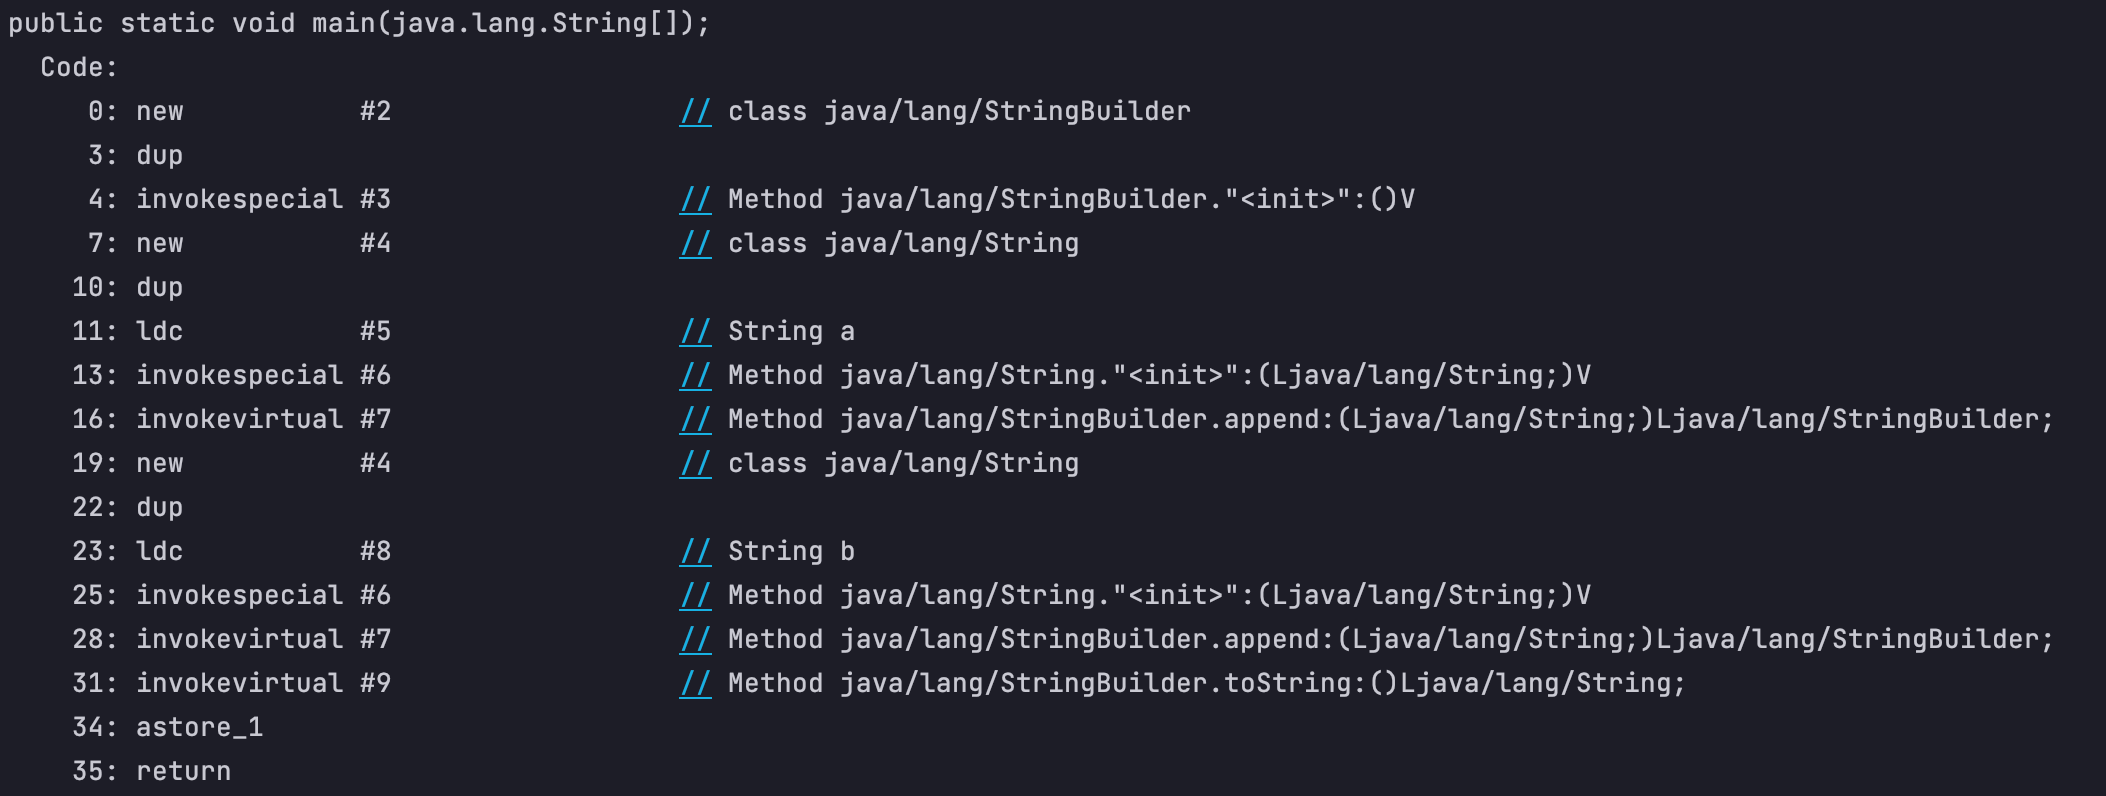 public static void main(java.lang.String[]);
  Code:
     0: new           #2                  // class java/lang/StringBuilder
     3: dup
     4: invokespecial #3                  // Method java/lang/StringBuilder."<init>":()V
     7: new           #4                  // class java/lang/String
    10: dup
    11: ldc           #5                  // String a
    13: invokespecial #6                  // Method java/lang/String."<init>":(Ljava/lang/String;)V
    16: invokevirtual #7                  // Method java/lang/StringBuilder.append:(Ljava/lang/String;)Ljava/lang/StringBuilder;
    19: new           #4                  // class java/lang/String
    22: dup
    23: ldc           #8                  // String b
    25: invokespecial #6                  // Method java/lang/String."<init>":(Ljava/lang/String;)V
    28: invokevirtual #7                  // Method java/lang/StringBuilder.append:(Ljava/lang/String;)Ljava/lang/StringBuilder;
    31: invokevirtual #9                  // Method java/lang/StringBuilder.toString:()Ljava/lang/String;
    34: astore_1
    35: return